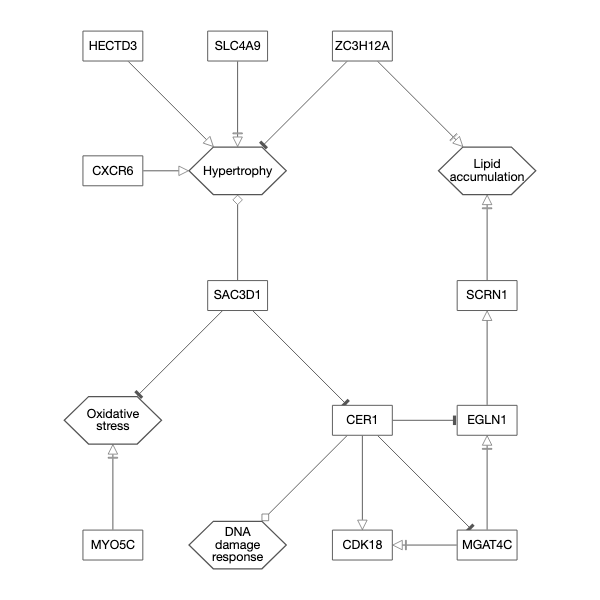 HECTD3
SLC4A9
ZC3H12A
CXCR6
Hypertrophy
Lipid
accumulation
SAC3D1
SCRN1
Oxidative
stress
CER1
EGLN1
MYO5C
DNA
damage
response
CDK18
MGAT4C